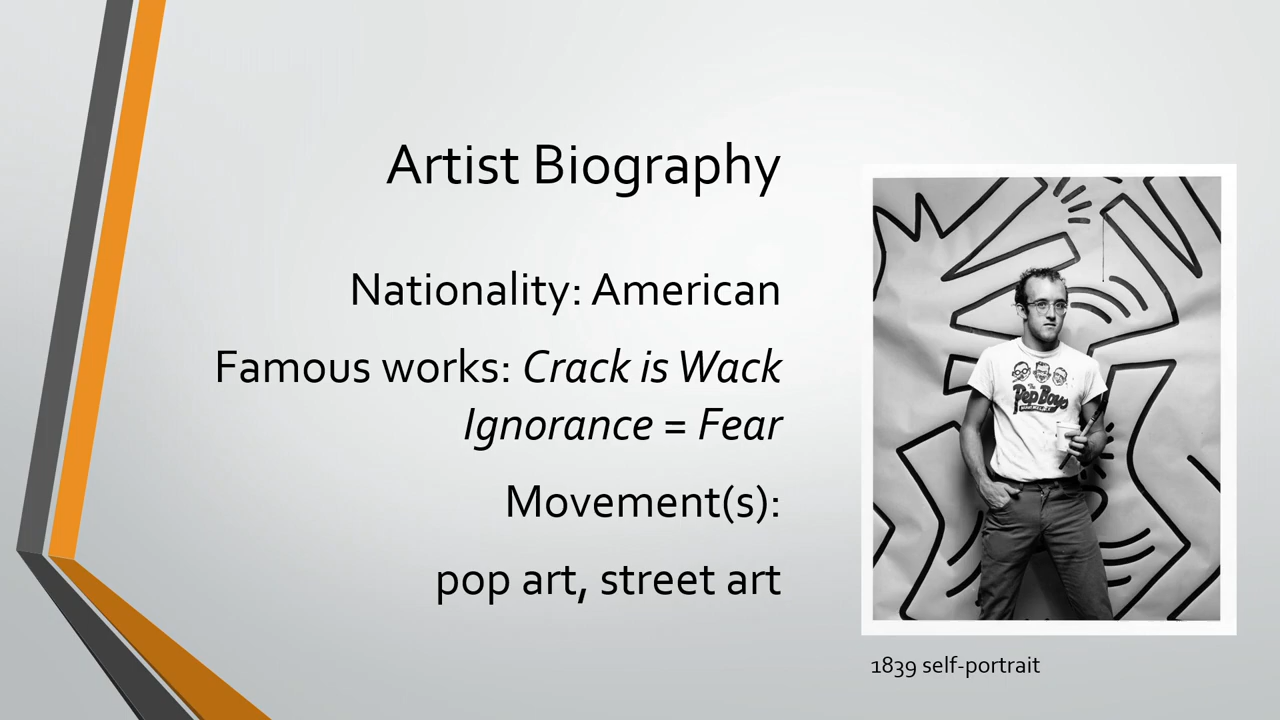 Artist Biography
Nationality: American
Famous works: Crack is Wack
Ignorance = Fear
Movement(s):
pop art, street art
The
Pep Boys
1839 self-portrait